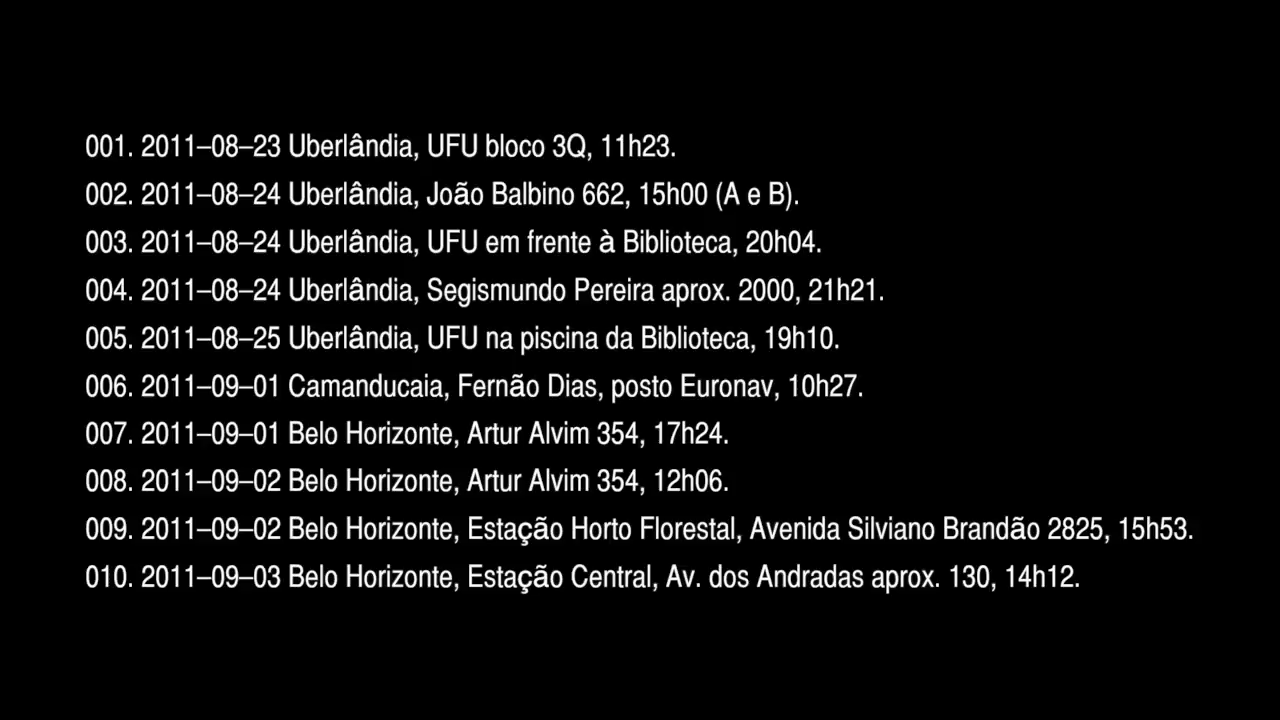 001. 2011–08–23 Uberlândia, UFU bloco 3Q, 11h23.
002. 2011–08–24 Uberlândia, João Balbino 662, 15h00 (A e B).
003. 2011–08–24 Uberlândia, UFU em frente à Biblioteca, 20h04.
004. 2011–08–24 Uberlândia, Segismundo Pereira aprox. 2000, 21h21.
005. 2011–08–25 Uberlândia, UFU na piscina da Biblioteca, 19h10.
006. 2011–09–01 Camanducaia, Fernão Dias, posto Euronav, 10h27.
007. 2011–09–01 Belo Horizonte, Artur Alvim 354, 17h24.
008. 2011–09–02 Belo Horizonte, Artur Alvim 354, 12h06.
009. 2011–09–02 Belo Horizonte, Estação Horto Florestal, Avenida Silviano Brandão 2825, 15h53.
010. 2011–09–03 Belo Horizonte, Estação Central, Av. dos Andradas aprox. 130, 14h12.